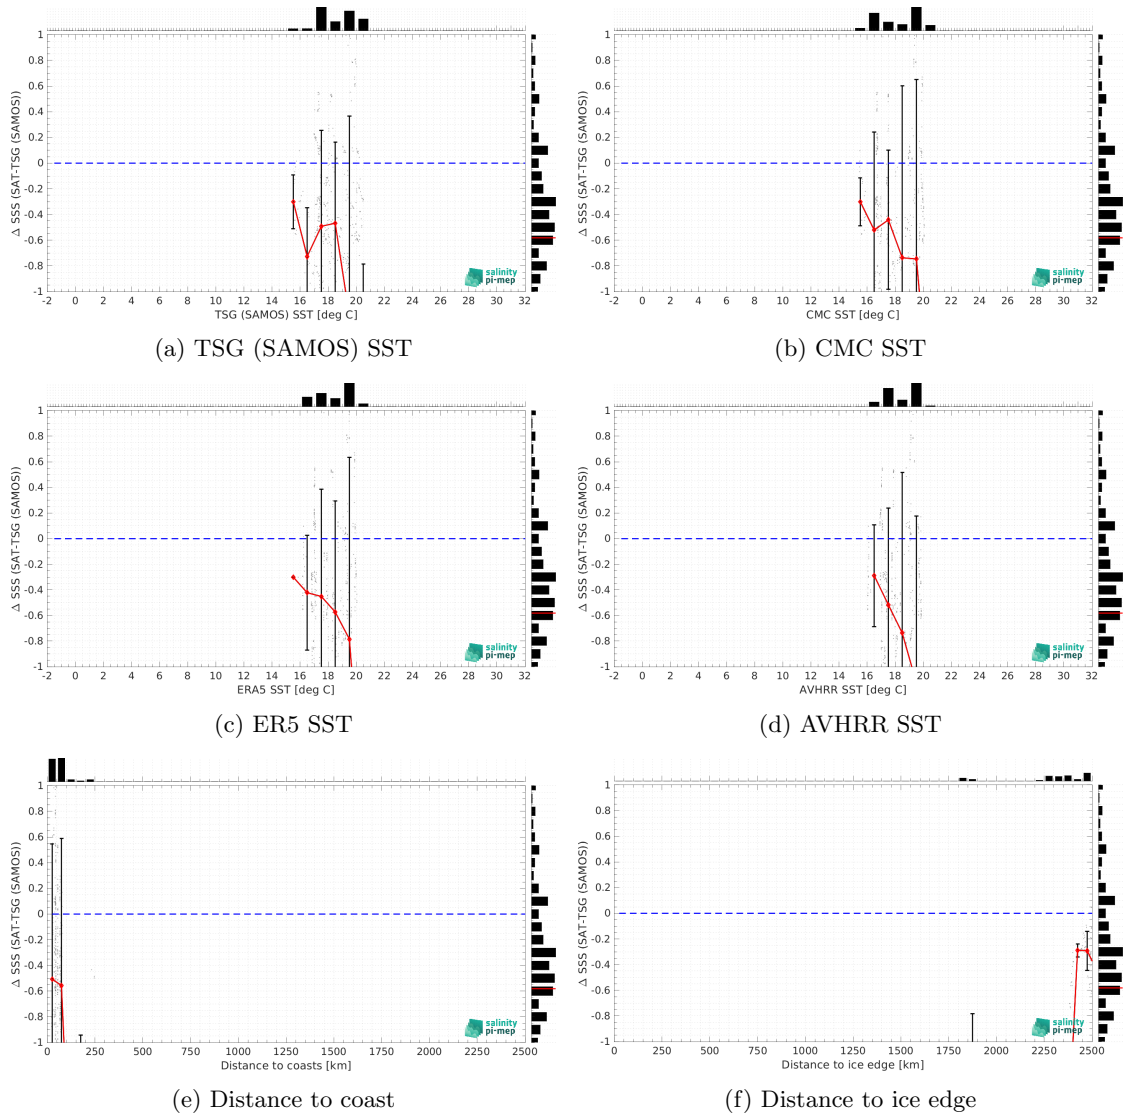 1
0.8
0.6
0.4
0.2
0
-0.2
-0.4
-0.6
-0.8
-1
Δ SSS (SAT-TSG (SAMOS))
salinity
pi-mep
-2 0 2 4 6 8 10 12 14 16 18 20 22 24 26 28 30 32
TSG (SAMOS) SST [deg C]
(a) TSG (SAMOS) SST
1
0.8
0.6
0.4
0.2
0
-0.2
-0.4
-0.6
-0.8
-1
Δ SSS (SAT-TSG (SAMOS))
salinity
pi-mep
-2 0 2 4 6 8 10 12 14 16 18 20 22 24 26 28 30 32
CMC SST [deg C]
(b) CMC SST
1
0.8
0.6
0.4
0.2
0
-0.2
-0.4
-0.6
-0.8
-1
Δ SSS (SAT-TSG (SAMOS))
salinity
pi-mep
-2 0 2 4 6 8 10 12 14 16 18 20 22 24 26 28 30 32
ERA5 SST [deg C]
(c) ER5 SST
1
0.8
0.6
0.4
0.2
0
-0.2
-0.4
-0.6
-0.8
-1
Δ SSS (SAT-TSG (SAMOS))
salinity
pi-mep
-2 0 2 4 6 8 10 12 14 16 18 20 22 24 26 28 30 32
AVHRR SST [deg C]
(d) AVHRR SST
1
0.8
0.6
0.4
0.2
0
-0.2
-0.4
-0.6
-0.8
-1
Δ SSS (SAT-TSG (SAMOS))
salinity
pi-mep
0 250 500 750 1000 1250 1500 1750 2000 2250 2500
Distance to coasts [km]
(e) Distance to coast
1
0.8
0.6
0.4
0.2
0
-0.2
-0.4
-0.6
-0.8
-1
Δ SSS (SAT-TSG (SAMOS))
salinity
pi-mep
0 250 500 750 1000 1250 1500 1750 2000 2250 2500
Distance to ice edge [km]
(f) Distance to ice edge